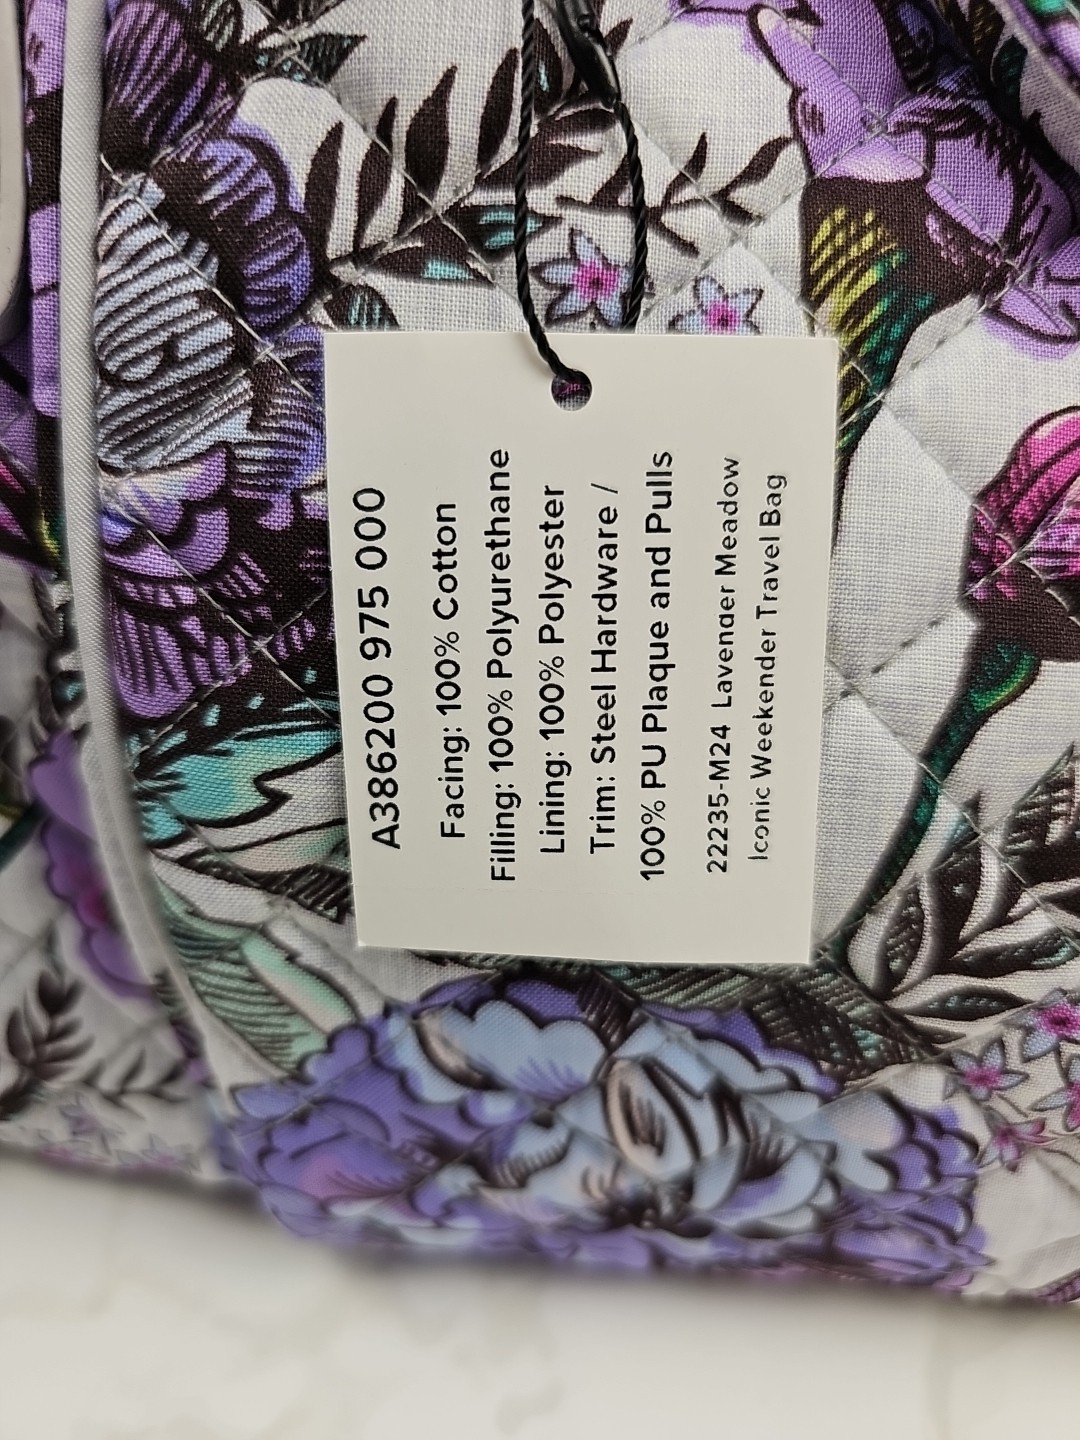 A386200 975 000
Facing: 100% Cotton
Filling: 100% Polyurethane
Lining: 100% Polyester
Trim: Steel Hardware /
100% PU Plaque and Pulls
22235-M24 Lavender Meadow
Iconic Weekender Travel Bag